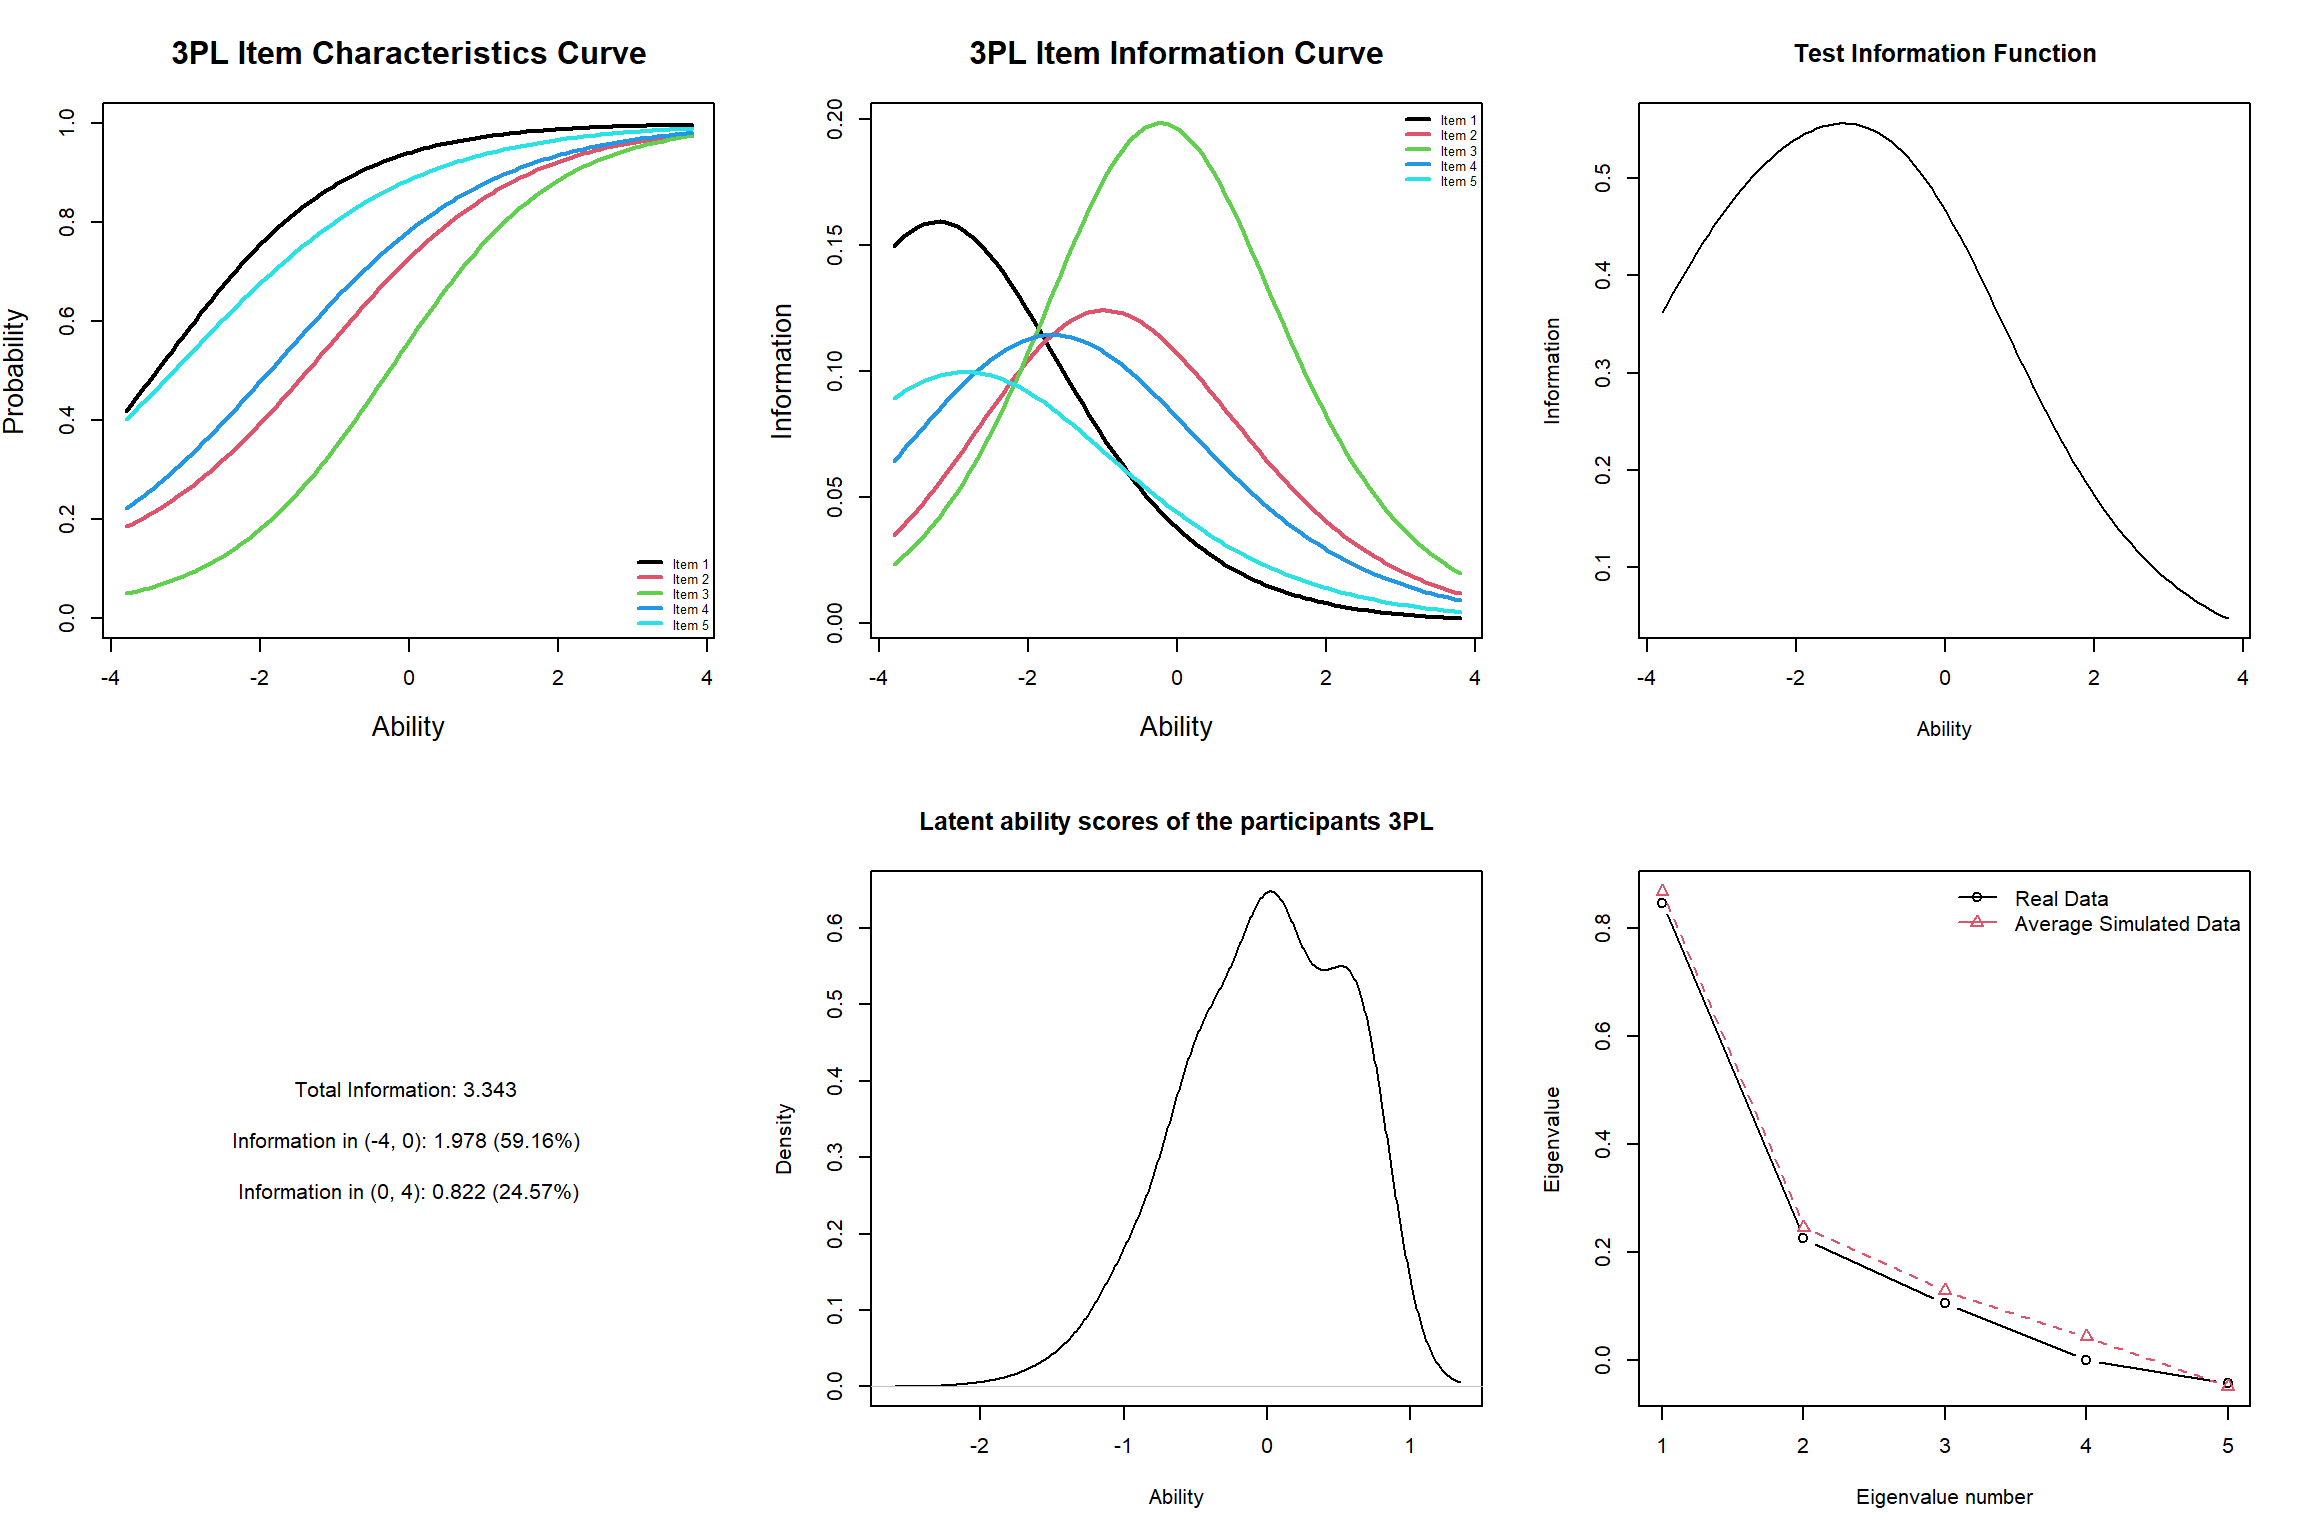 3PL Item Characteristics Curve
Probability
1.0
0.8
0.6
0.4
0.2
0.0
-4
-2
0
2
4
Ability
Item 1
Item 2
Item 3
Item 4
Item 5
3PL Item Information Curve
Information
0.20
0.15
0.10
0.05
0.00
-4
-2
0
2
4
Ability
Item 1
Item 2
Item 3
Item 4
Item 5
Test Information Function
Information
0.5
0.4
0.3
0.2
0.1
-4
-2
0
2
4
Ability
Total Information: 3.343
Information in (-4, 0): 1.978 (59.16%)
Information in (0, 4): 0.822 (24.57%)
Latent ability scores of the participants 3PL
Density
0.6
0.5
0.4
0.3
0.2
0.1
0.0
-2
-1
0
1
Ability
Real Data
Average Simulated Data
Eigenvalue
0.8
0.6
0.4
0.2
0.0
1
2
3
4
5
Eigenvalue number